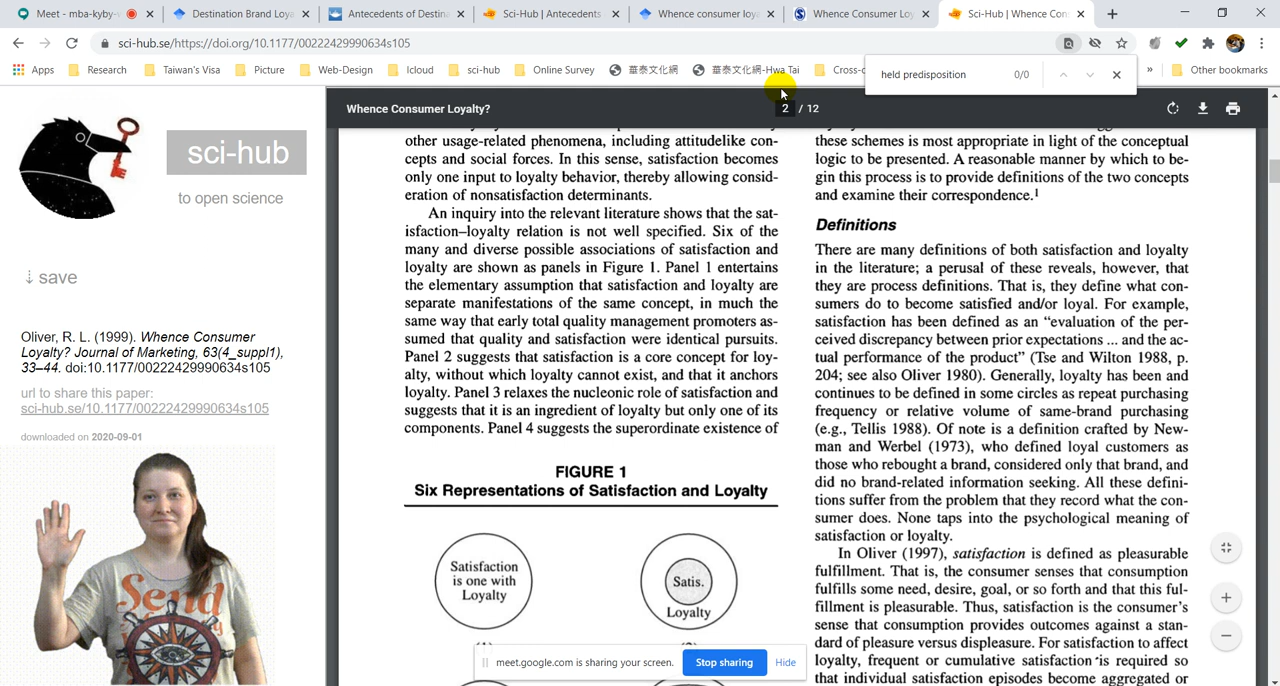 Meet - mba-kyby-
Destination Brand Loya
Antecedents of Destina
Sci-Hub | Antecedents
Whence consumer loya
Whence Consumer Loy
Sci-Hub | Whence Con
sci-hub.se/https://doi.org/10.1177/00222429990634s105
Apps
Research
Taiwan's Visa
Picture
Web-Design
Icloud
sci-hub
Online Survey
華泰文化網
華泰文化網-Hwa Tai
Cross-c
»
Other bookmarks
held predisposition
0/0
Whence Consumer Loyalty?
2 / 12
sci-hub
to open science
⇣ save
Oliver, R. L. (1999). Whence Consumer
Loyalty? Journal of Marketing, 63(4_suppl1),
33–44. doi:10.1177/00222429990634s105
url to share this paper:
sci-hub.se/10.1177/00222429990634s105
downloaded on 2020-09-01
Send
other usage-related phenomena, including attitudelike con-
cepts and social forces. In this sense, satisfaction becomes
only one input to loyalty behavior, thereby allowing consid-
eration of nonsatisfaction determinants.
An inquiry into the relevant literature shows that the sat-
isfaction–loyalty relation is not well specified. Six of the
many and diverse possible associations of satisfaction and
loyalty are shown as panels in Figure 1. Panel 1 entertains
the elementary assumption that satisfaction and loyalty are
separate manifestations of the same concept, in much the
same way that early total quality management promoters as-
sumed that quality and satisfaction were identical pursuits.
Panel 2 suggests that satisfaction is a core concept for loy-
alty, without which loyalty cannot exist, and that it anchors
loyalty. Panel 3 relaxes the nucleonic role of satisfaction and
suggests that it is an ingredient of loyalty but only one of its
components. Panel 4 suggests the superordinate existence of
FIGURE 1
Six Representations of Satisfaction and Loyalty
Satisfaction
is one with
Loyalty
Satis.
Loyalty
these schemes is most appropriate in light of the conceptual
logic to be presented. A reasonable manner by which to be-
gin this process is to provide definitions of the two concepts
and examine their correspondence.1
Definitions
There are many definitions of both satisfaction and loyalty
in the literature; a perusal of these reveals, however, that
they are process definitions. That is, they define what con-
sumers do to become satisfied and/or loyal. For example,
satisfaction has been defined as an “evaluation of the per-
ceived discrepancy between prior expectations ... and the ac-
tual performance of the product” (Tse and Wilton 1988, p.
204; see also Oliver 1980). Generally, loyalty has been and
continues to be defined in some circles as repeat purchasing
frequency or relative volume of same-brand purchasing
(e.g., Tellis 1988). Of note is a definition crafted by New-
man and Werbel (1973), who defined loyal customers as
those who rebought a brand, considered only that brand, and
did no brand-related information seeking. All these defini-
tions suffer from the problem that they record what the con-
sumer does. None taps into the psychological meaning of
satisfaction or loyalty.
In Oliver (1997), satisfaction is defined as pleasurable
fulfillment. That is, the consumer senses that consumption
fulfills some need, desire, goal, or so forth and that this ful-
fillment is pleasurable. Thus, satisfaction is the consumer's
sense that consumption provides outcomes against a stan-
dard of pleasure versus displeasure. For satisfaction to affect
loyalty, frequent or cumulative satisfaction is required so
that individual satisfaction episodes become aggregated or
meet.google.com is sharing your screen.
Stop sharing
Hide